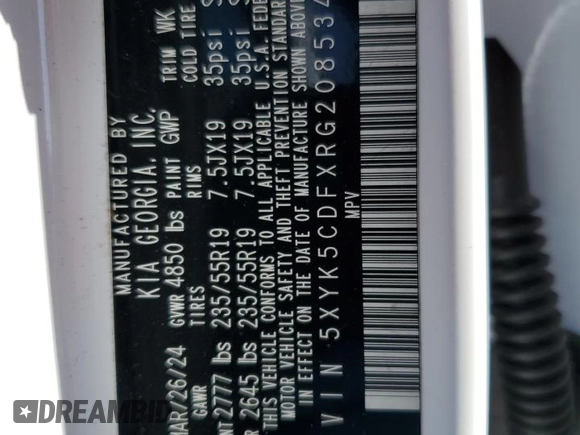 MANUFACTURED BY
KIA GEORGIA, INC.
MAR/26/24 GVWR 4850 lbs PAINT GWP TRIM WK
GAWR TIRES RIMS COLD TIRE
2777 lbs 235/55R19 7.5JX19 35psi
2645 lbs 235/55R19 7.5JX19 35psi
THIS VEHICLE CONFORMS TO ALL APPLICABLE U.S.A. FEDE
MOTOR VEHICLE SAFETY AND THEFT PREVENTION STANDAR
IN EFFECT ON THE DATE OF MANUFACTURE SHOWN ABOVE
VIN 5XYK5CDFXRG208534
MPV
DREAMBID